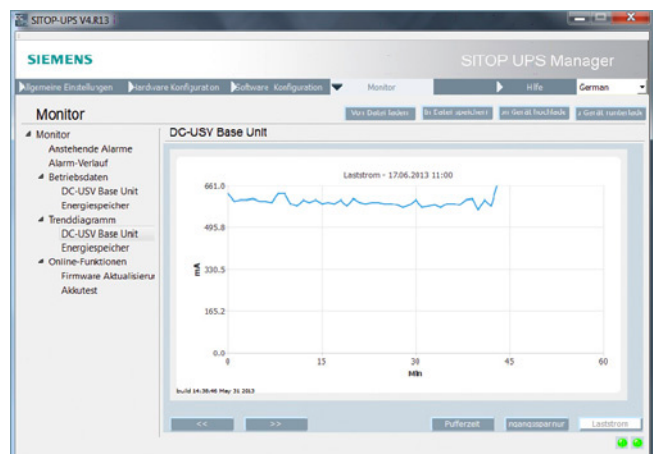 SITOP-UPS V4.R13
SIEMENS
SITOP UPS Manager
Allgemeine Einstellungen
Hardware Konfiguration
Software Konfiguration
Monitor
Hilfe
German
Monitor
Von Datei laden
In Datei speichern
zu Gerät hochlade
z Gerät runterlade
Monitor
Anstehende Alarme
Alarm-Verlauf
Betriebsdaten
DC-USV Base Unit
Energiespeicher
Trenddiagramm
DC-USV Base Unit
Energiespeicher
Online-Funktionen
Firmware Aktualisierur
Akkutest
DC-USV Base Unit
Laststrom - 17.06.2013 11:00
661.0
495.8
330.5
165.2
0.0
mA
0
15
30
45
60
Min
build 14:38:46 May 31 2013
<<
>>
Pufferzeit
Laststrom